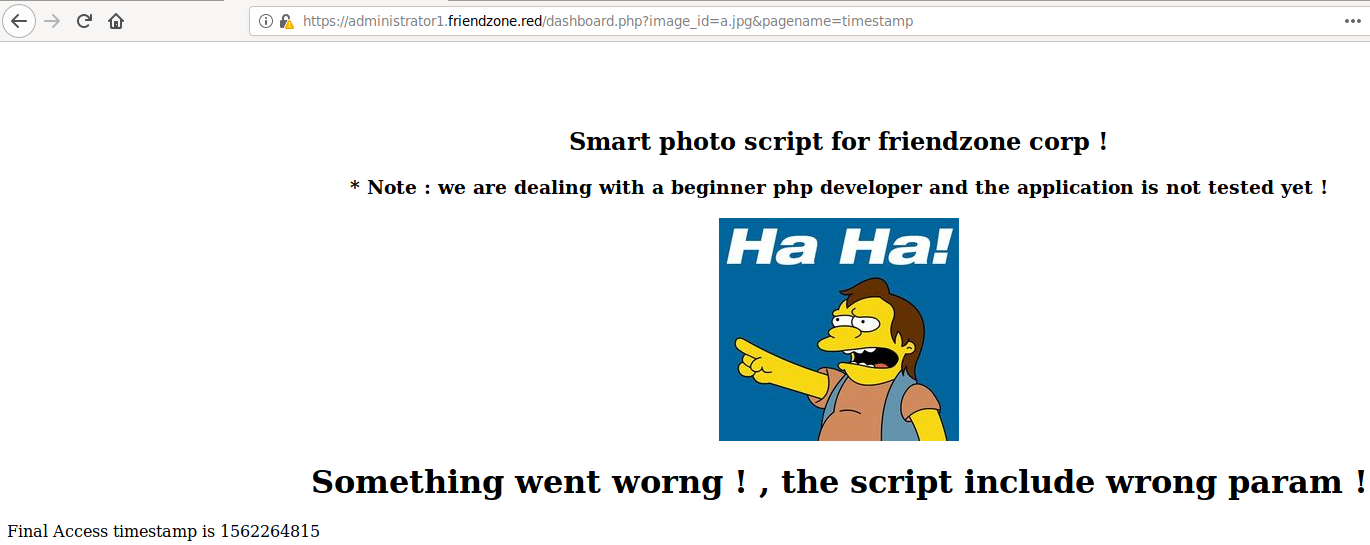 https://administrator1.friendzone.red/dashboard.php?image_id=a.jpg&pagename=timestamp
Smart photo script for friendzone corp !
* Note : we are dealing with a beginner php developer and the application is not tested yet !
Ha Ha!
Something went worng ! , the script include wrong param !
Final Access timestamp is 1562264815